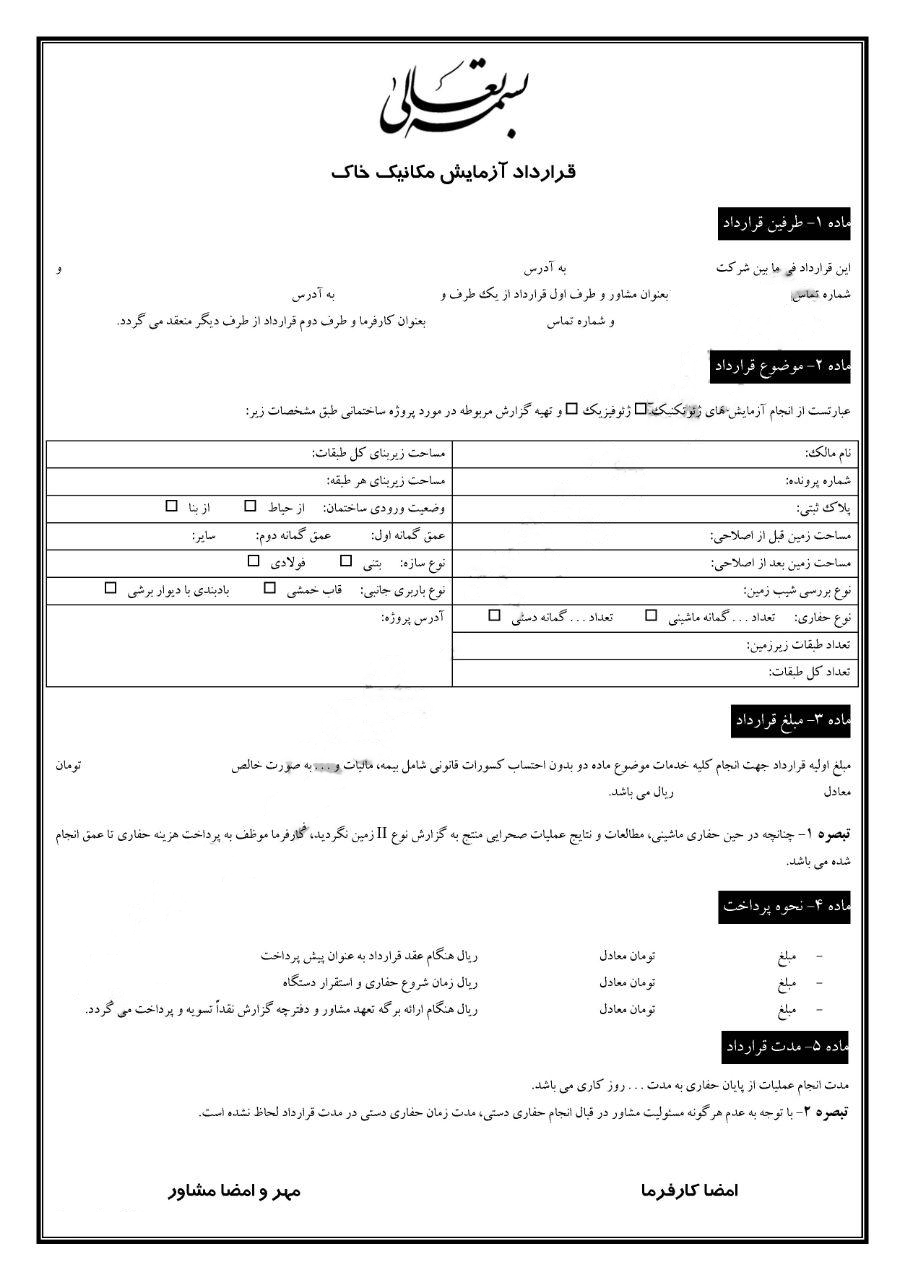 بسمه تعالی
قرارداد آزمایش مکانیک خاک
ماده ۱- طرفین قرارداد
این قرارداد فی ما بین شرکت به آدرس و
شماره تماس بعنوان مشاور و طرف اول قرارداد از یک طرف و به آدرس
و شماره تماس بعنوان کارفرما و طرف دوم قرارداد از طرف دیگر منعقد می گردد.
ماده ۲- موضوع قرارداد
عبارتست از انجام آزمایش های ژئوتکنیک □ ژئوفیزیک □ و تهیه گزارش مربوطه در مورد پروژه ساختمانی طبق مشخصات زیر:
نام مالک: مساحت زیربنای کل طبقات:
شماره پرونده: مساحت زیربنای هر طبقه:
پلاک ثبتی: وضعیت ورودی ساختمان: از حیاط □ از بنا □
مساحت زمین قبل از اصلاحی: عمق گمانه اول: عمق گمانه دوم: سایر:
مساحت زمین بعد از اصلاحی: نوع سازه: بتنی □ فولادی □
نوع بررسی شیب زمین: نوع باربری جانبی: قاب خمشی □ بادبندی با دیوار برشی □
نوع حفاری: تعداد ... گمانه ماشینی □ تعداد ... گمانه دستی □ آدرس پروژه:
تعداد طبقات زیرزمین:
تعداد کل طبقات:
ماده ۳- مبلغ قرارداد
مبلغ اولیه قرارداد جهت انجام کلیه خدمات موضوع ماده دو بدون احتساب کسورات قانونی شامل بیمه، مالیات و ... به صورت خالص تومان
معادل ریال می باشد.
تبصره ۱- چنانچه در حین حفاری ماشینی، مطالعات و نتایج عملیات صحرایی منتج به گزارش نوع II زمین نگردید، کارفرما موظف به پرداخت هزینه حفاری تا عمق انجام
شده می باشد.
ماده ۴- نحوه پرداخت
- مبلغ تومان معادل ریال هنگام عقد قرارداد به عنوان پیش پرداخت
- مبلغ تومان معادل ریال زمان شروع حفاری و استقرار دستگاه
- مبلغ تومان معادل ریال هنگام ارائه برگه تعهد مشاور و دفترچه گزارش نقداً تسویه و پرداخت می گردد.
ماده ۵- مدت قرارداد
مدت انجام عملیات از پایان حفاری به مدت ... روز کاری می باشد.
تبصره ۲- با توجه به عدم هرگونه مسئولیت مشاور در قبال انجام حفاری دستی، مدت زمان حفاری دستی در مدت قرارداد لحاظ نشده است.
امضا کارفرما مهر و امضا مشاور